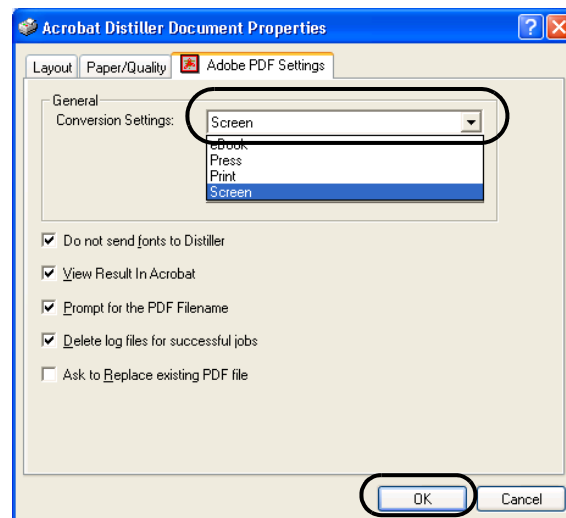 Acrobat Distiller Document Properties
Layout Paper/Quality Adobe PDF Settings
General
Conversion Settings: Screen
eBook
Press
Print
Screen
Do not send fonts to Distiller
View Result In Acrobat
Prompt for the PDF Filename
Delete log files for successful jobs
Ask to Replace existing PDF file
OK Cancel